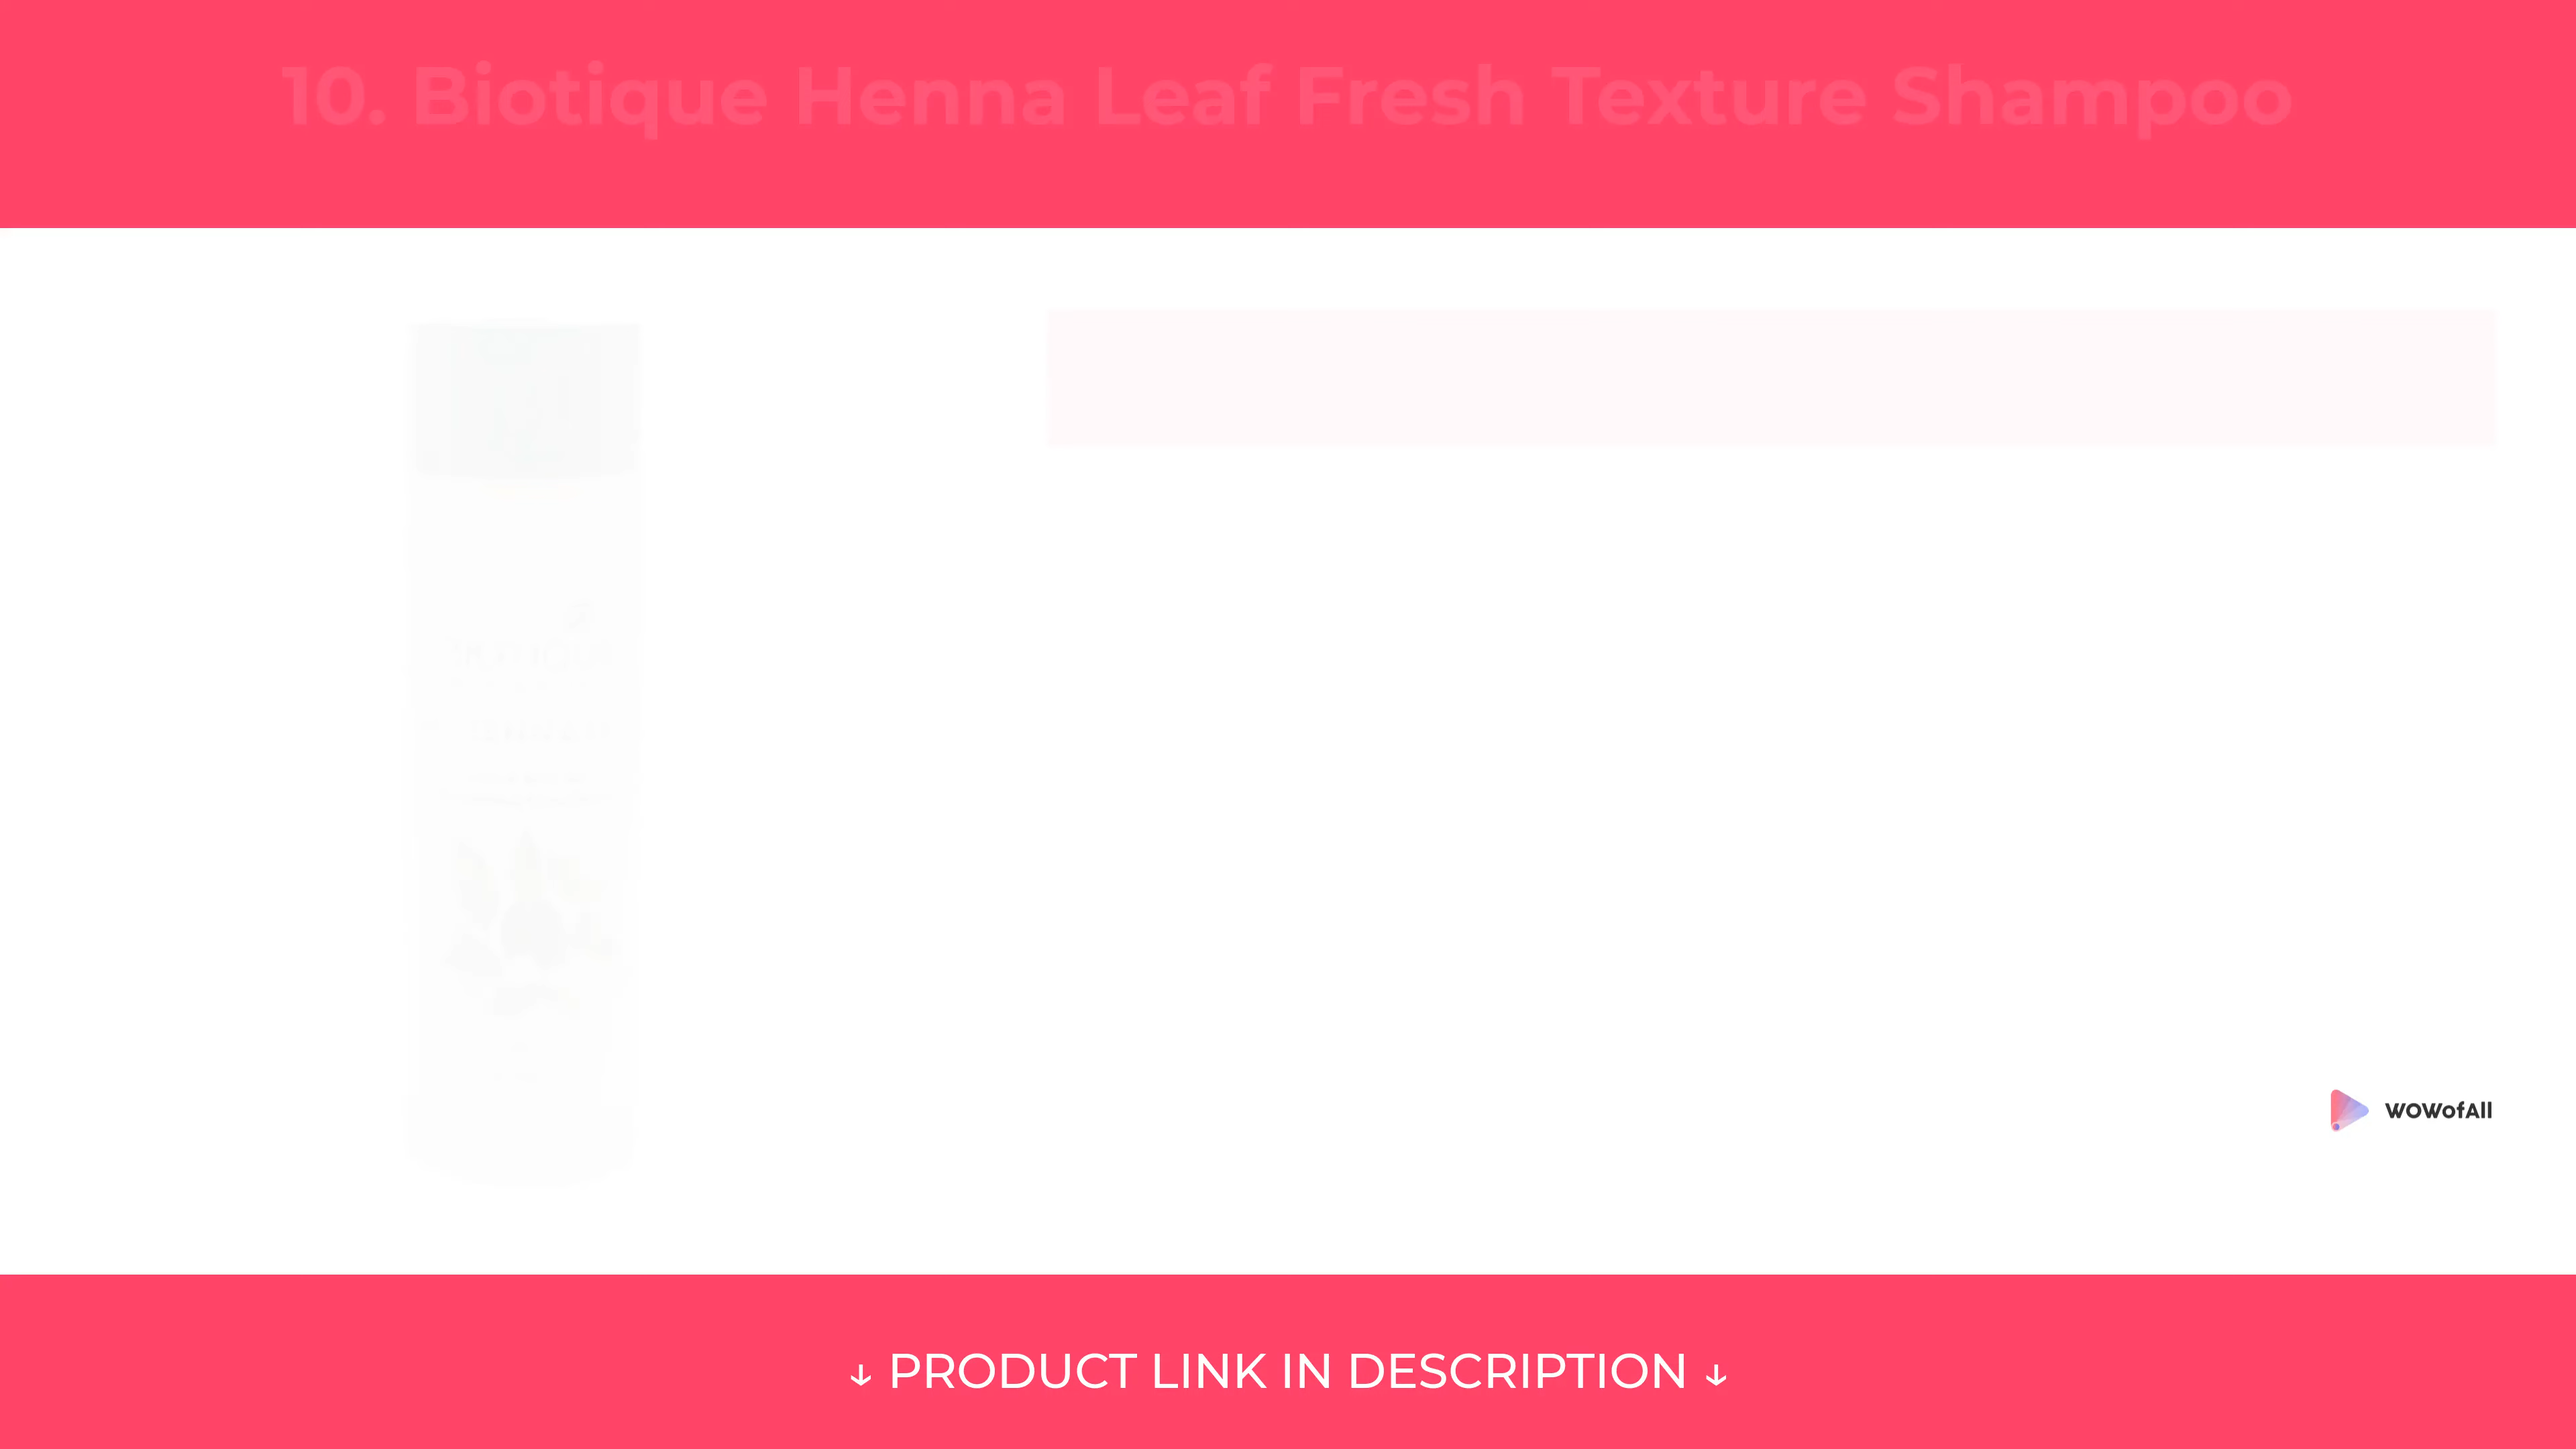 10. Biotique Henna Leaf Fresh Texture Shampoo
WOWofAll
↓ PRODUCT LINK IN DESCRIPTION ↓